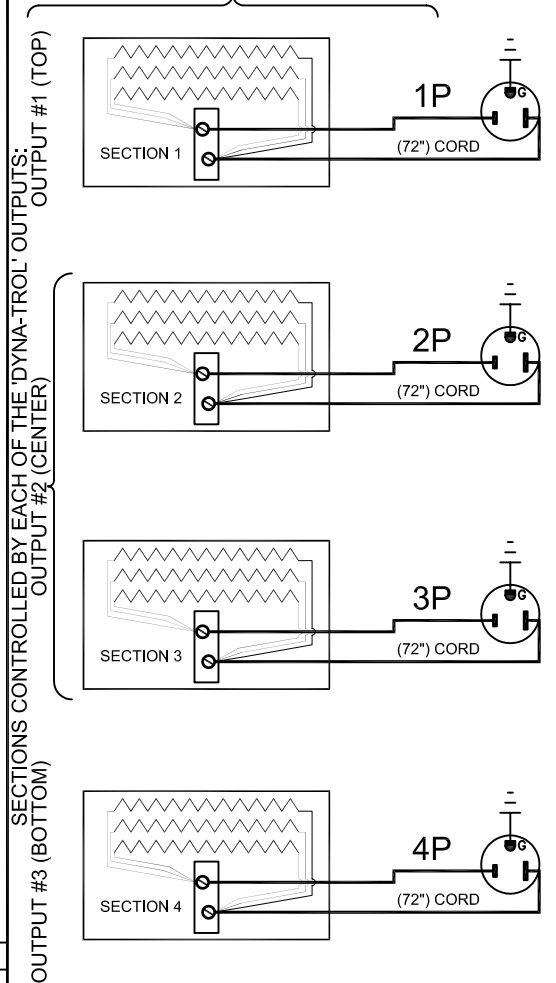 SECTIONS CONTROLLED BY EACH OF THE 'DYNA-TROL' OUTPUTS:
OUTPUT #1 (TOP)
SECTION 1
1P
(72") CORD
G
OUTPUT #2 (CENTER)
SECTION 2
2P
(72") CORD
G
SECTION 3
3P
(72") CORD
G
OUTPUT #3 (BOTTOM)
SECTION 4
4P
(72") CORD
G